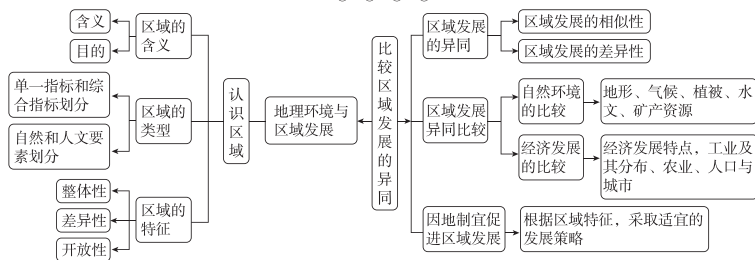 含义
目的
区域的
含义
单一指标和综
合指标划分
自然和人文要
素划分
区域的
类型
整体性
差异性
开放性
区域的
特征
认识区域
地理环境与
区域发展
比较区域发展的异同
区域发展
的异同
区域发展的相似性
区域发展的差异性
区域发展
异同比较
自然环境
的比较
地形、气候、植被、水
文、矿产资源
经济发展
的比较
经济发展特点，工业及
其分布、农业、人口与
城市
因地制宜促
进区域发展
根据区域特征，采取适宜的
发展策略